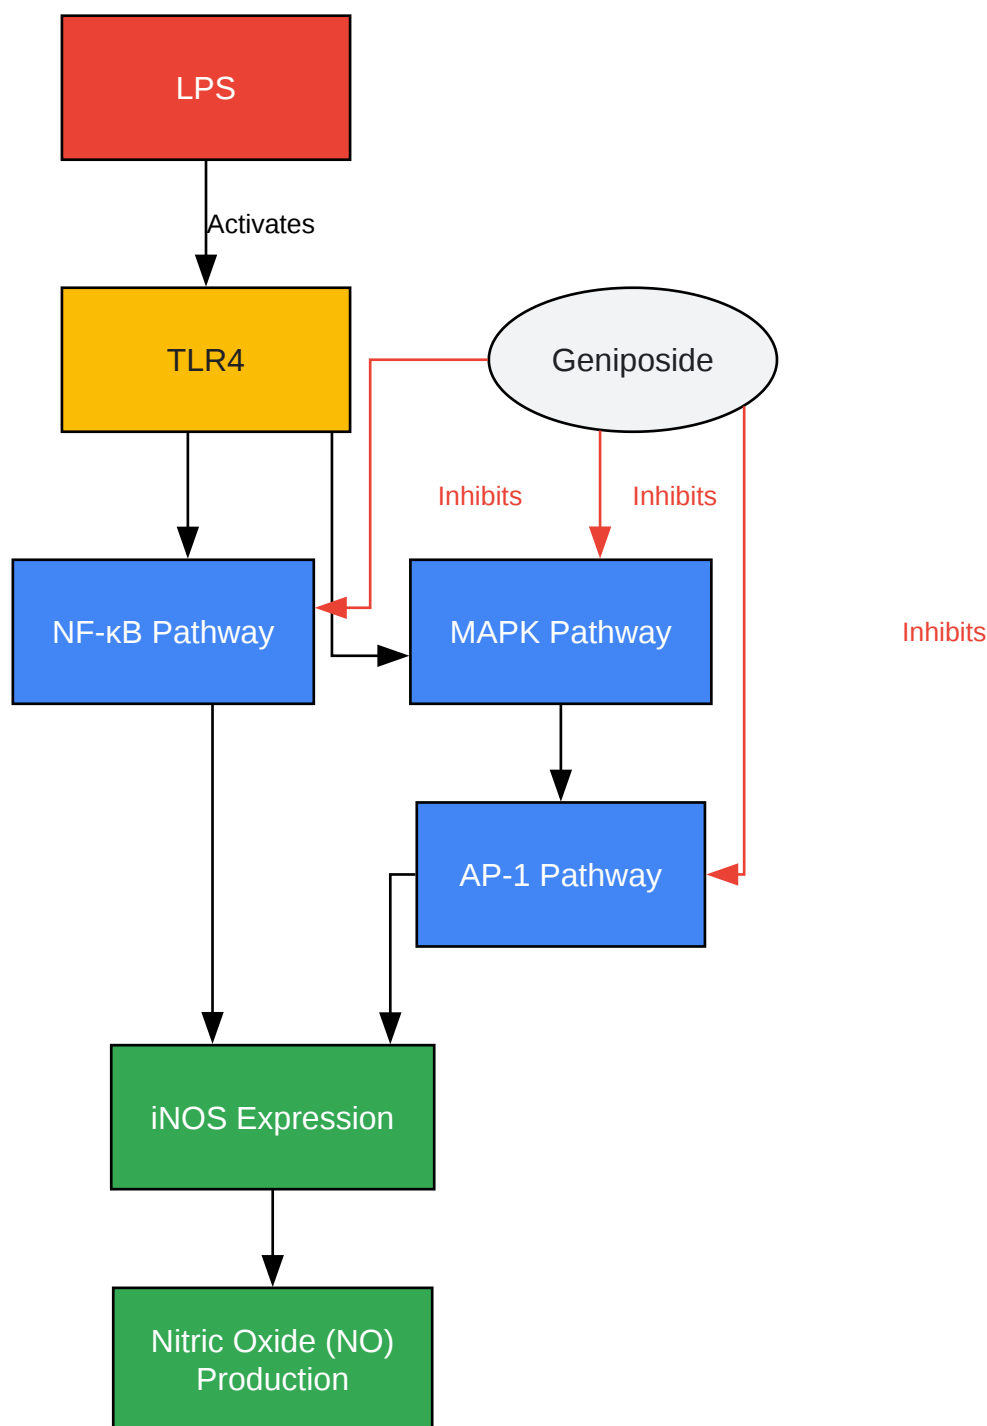 LPS
Activates
TLR4
Geniposide
Inhibits
Inhibits
NF-κB Pathway
MAPK Pathway
Inhibits
AP-1 Pathway
iNOS Expression
Nitric Oxide (NO)
Production